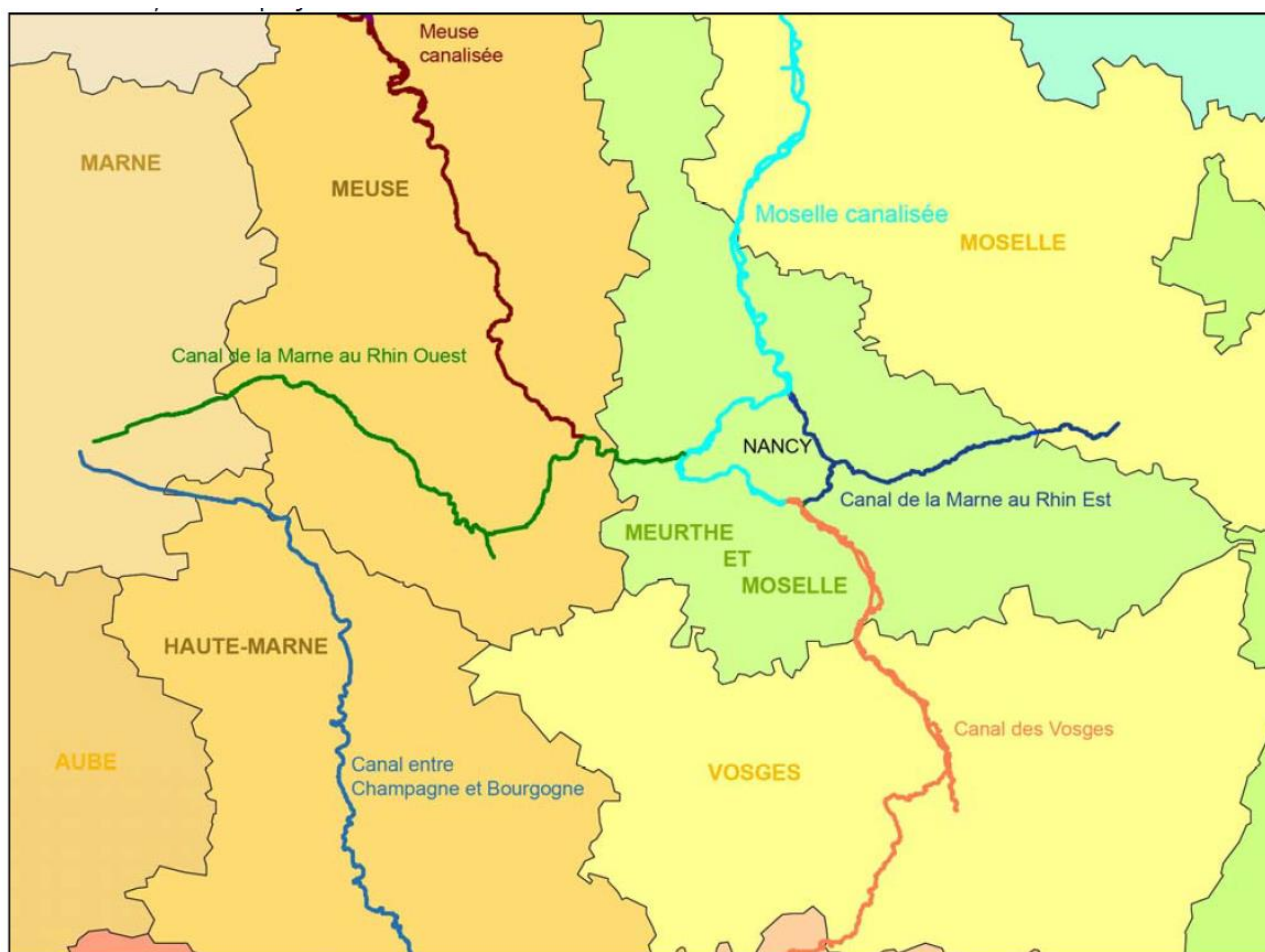 Meuse
canalisée
MARNE
MEUSE
Moselle canalisée
MOSELLE
Canal de la Marne au Rhin Ouest
NANCY
Canal de la Marne au Rhin Est
MEURTHE
ET
MOSELLE
HAUTE-MARNE
Canal des Vosges
AUBE
Canal entre
Champagne et Bourgogne
VOSGES